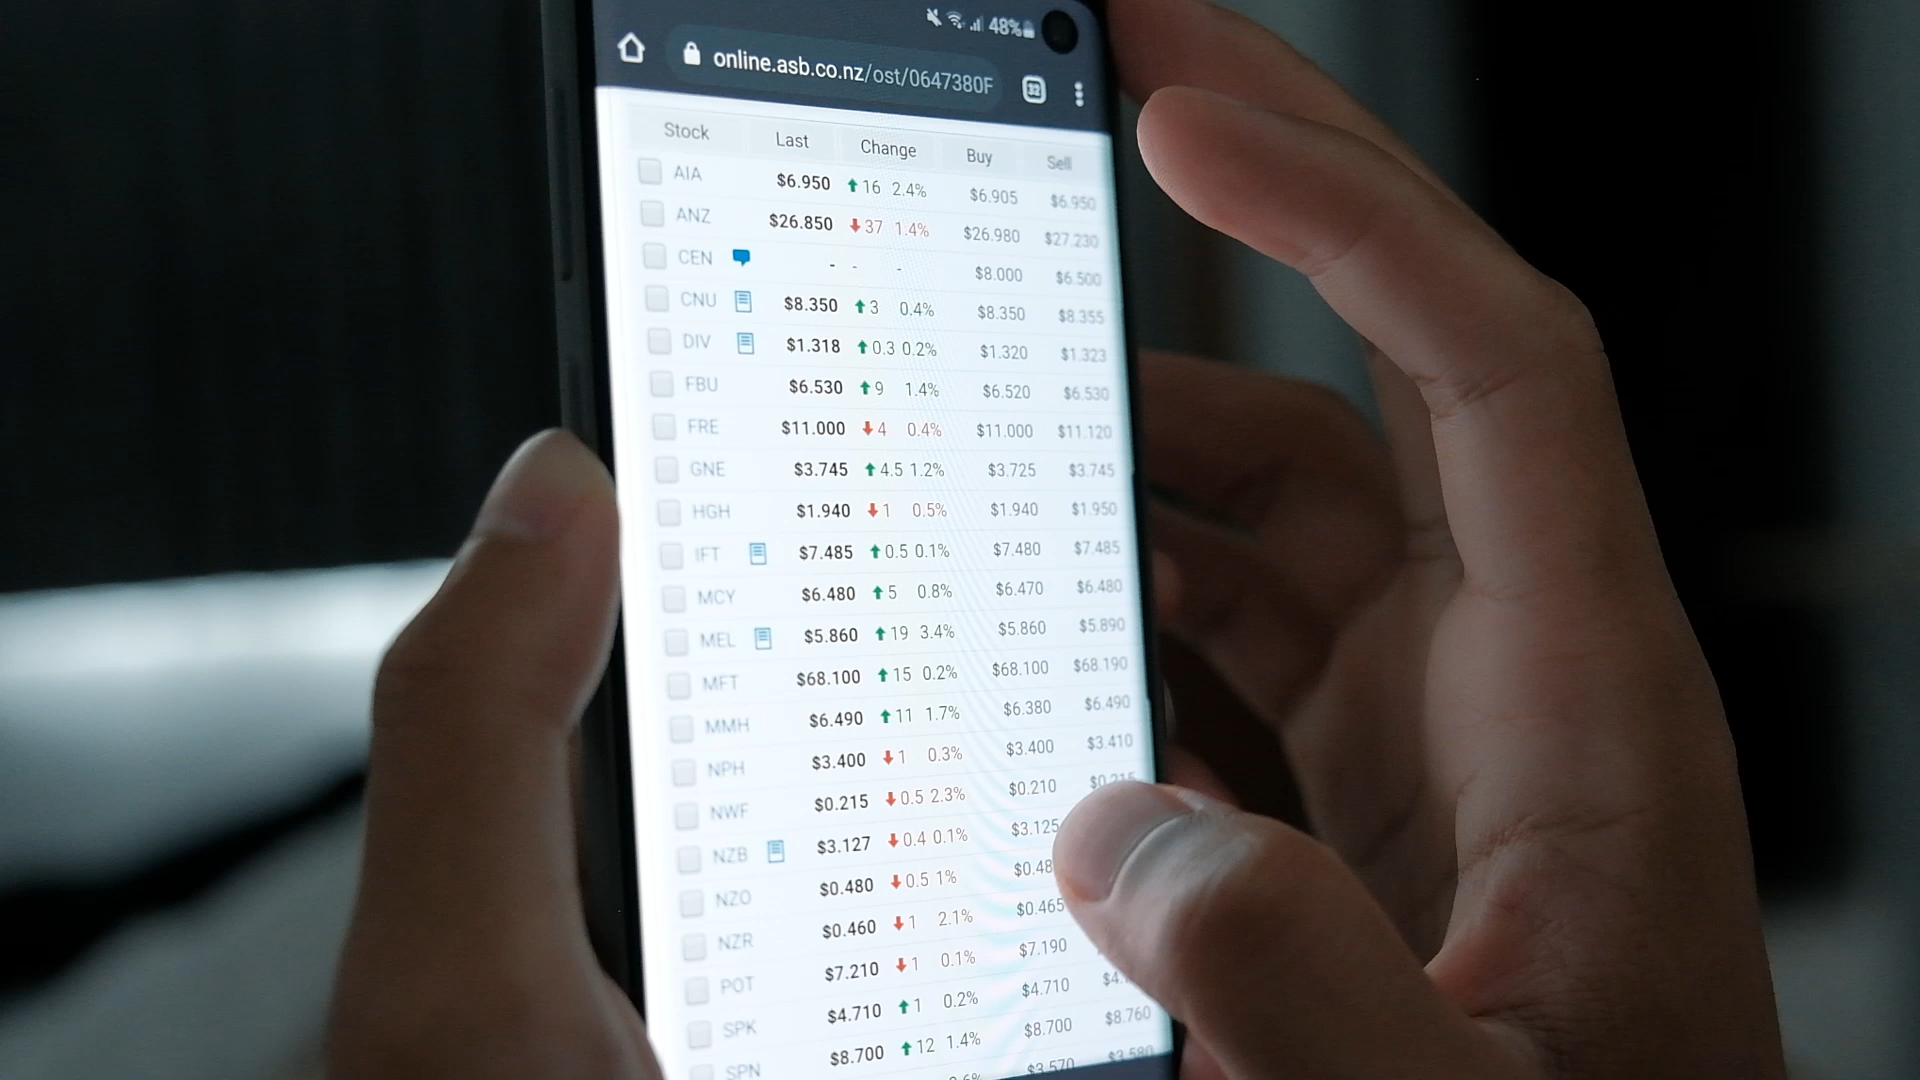 48%
online.asb.co.nz/ost/0647380F 32
Stock Last Change Buy Sell
AIA $6.950 16 2.4% $6.905 $6.950
ANZ $26.850 37 1.4% $26.980 $27.230
CEN - - - $8.000 $6.500
CNU $8.350 3 0.4% $8.350 $8.355
DIV $1.318 0.3 0.2% $1.320 $1.323
FBU $6.530 9 1.4% $6.520 $6.530
FRE $11.000 4 0.4% $11.000 $11.120
GNE $3.745 4.5 1.2% $3.725 $3.745
HGH $1.940 1 0.5% $1.940 $1.950
IFT $7.485 0.5 0.1% $7.480 $7.485
MCY $6.480 5 0.8% $6.470 $6.480
MEL $5.860 19 3.4% $5.860 $5.890
MFT $68.100 15 0.2% $68.100 $68.190
MMH $6.490 11 1.7% $6.380 $6.490
NPH $3.400 1 0.3% $3.400 $3.410
NWF $0.215 0.5 2.3% $0.210 $0.215
NZB $3.127 0.4 0.1% $3.125
NZO $0.480 0.5 1% $0.48
NZR $0.460 1 2.1% $0.465
POT $7.210 1 0.1% $7.190
SPK $4.710 1 0.2% $4.710 $4.
SPN $8.700 12 1.4% $8.700 $8.760
$3.570 $3.580